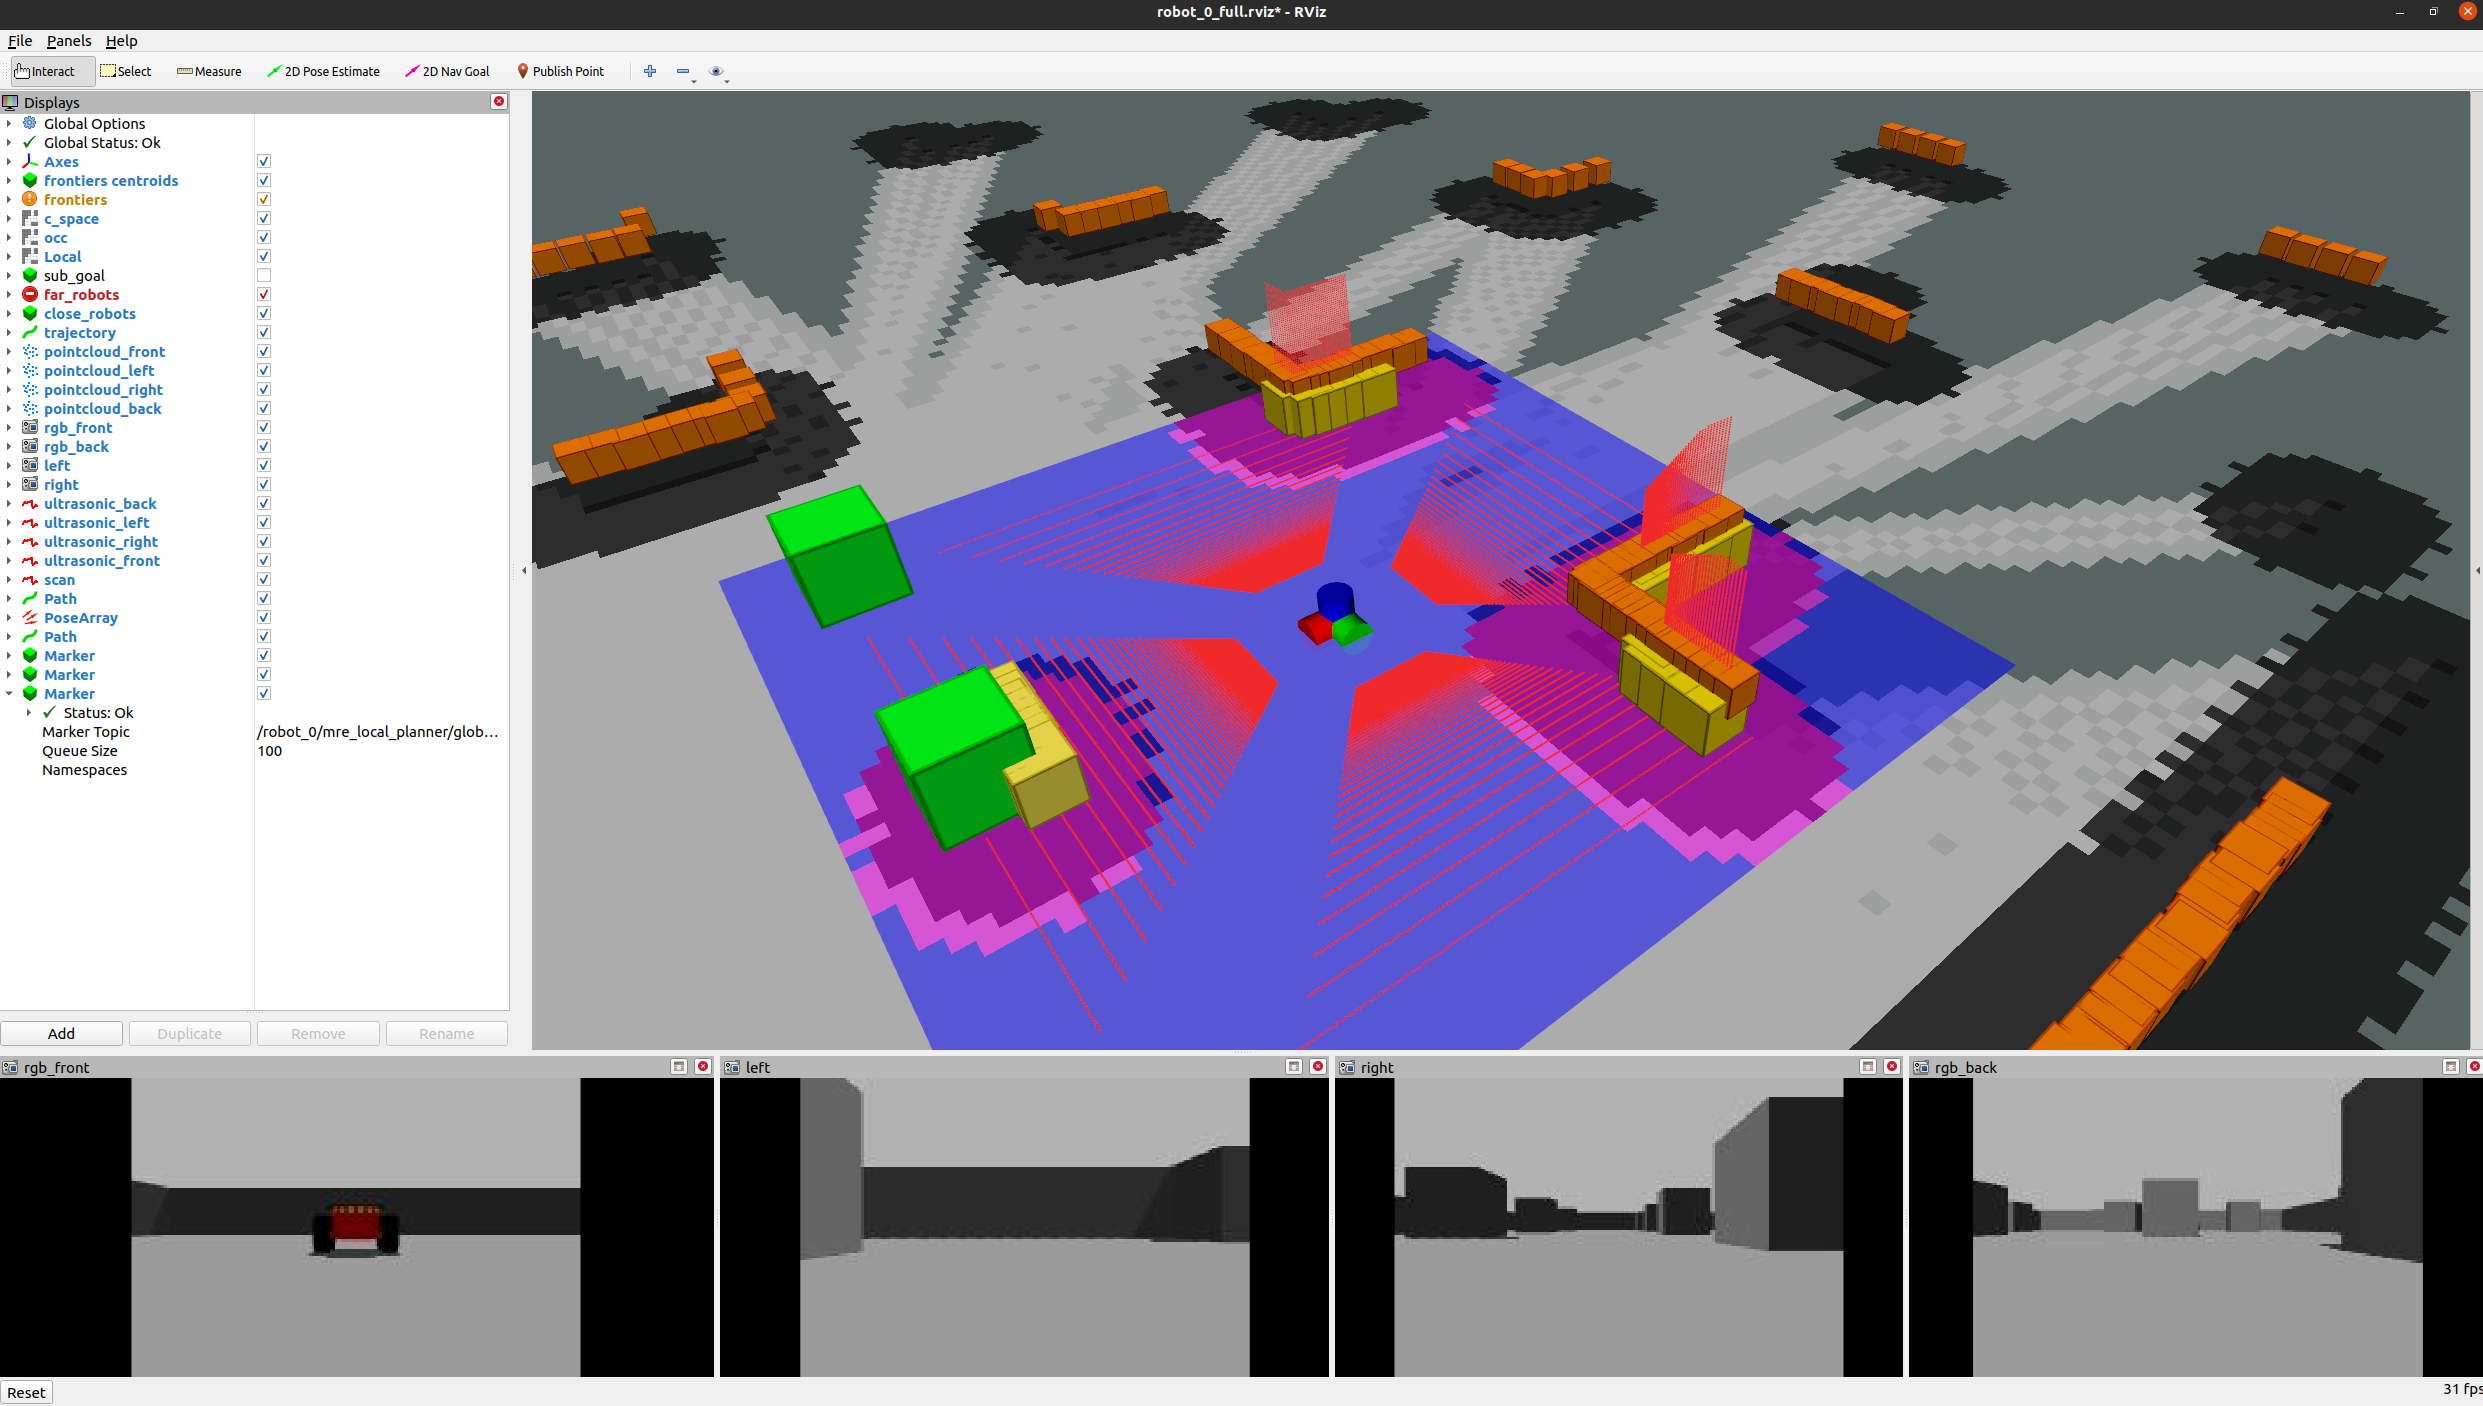 robot_0_full.rviz* - RViz
File Panels Help
Interact Select Measure 2D Pose Estimate 2D Nav Goal Publish Point
Displays
Global Options
Global Status: Ok
Axes
frontiers centroids
frontiers
c_space
occ
Local
sub_goal
far_robots
close_robots
trajectory
pointcloud_front
pointcloud_left
pointcloud_right
pointcloud_back
rgb_front
rgb_back
left
right
ultrasonic_back
ultrasonic_left
ultrasonic_right
ultrasonic_front
scan
Path
PoseArray
Path
Marker
Marker
Marker
Status: Ok
Marker Topic /robot_0/mre_local_planner/glob...
Queue Size 100
Namespaces
Add Duplicate Remove Rename
rgb_front left right rgb_back
Reset 31 fps